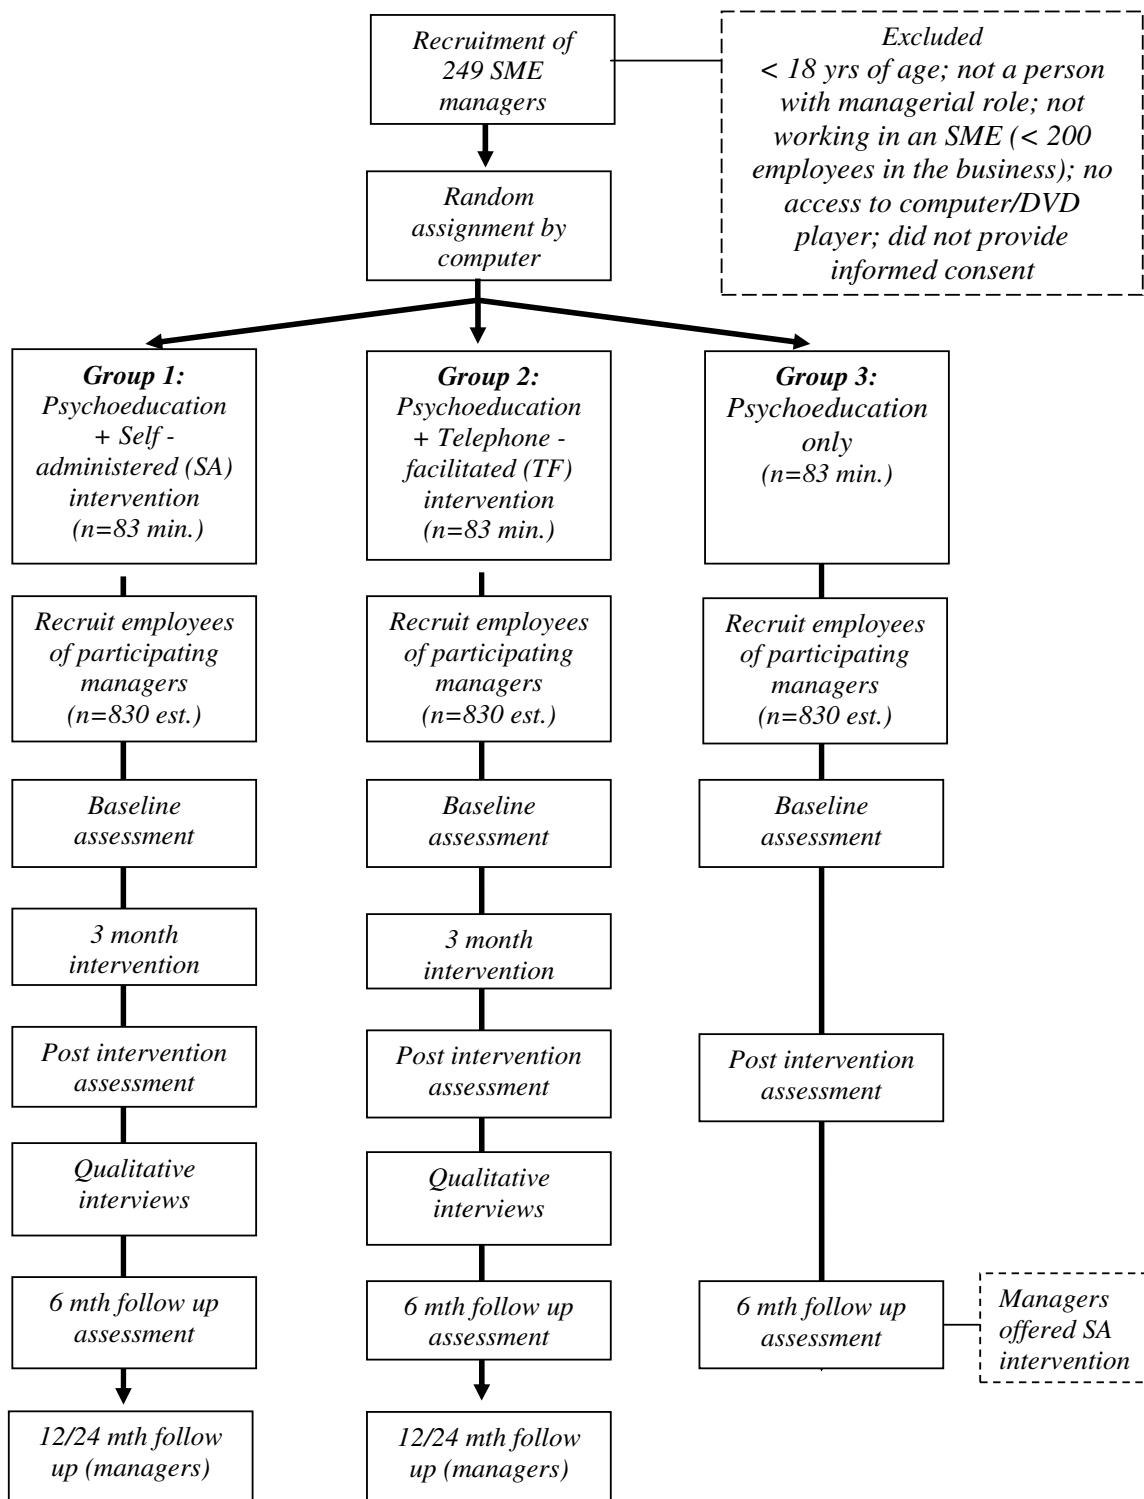 Recruitment of
249 SME
managers
Excluded
< 18 yrs of age; not a person
with managerial role; not
working in an SME (< 200
employees in the business); no
access to computer/DVD
player; did not provide
informed consent
Random
assignment by
computer
Group 1:
Psychoeducation
+ Self -
administered (SA)
intervention
(n=83 min.)
Group 2:
Psychoeducation
+ Telephone -
facilitated (TF)
intervention
(n=83 min.)
Group 3:
Psychoeducation
only
(n=83 min.)
Recruit employees
of participating
managers
(n=830 est.)
Recruit employees
of participating
managers
(n=830 est.)
Recruit employees
of participating
managers
(n=830 est.)
Baseline
assessment
Baseline
assessment
Baseline
assessment
3 month
intervention
3 month
intervention
Post intervention
assessment
Post intervention
assessment
Post intervention
assessment
Qualitative
interviews
Qualitative
interviews
6 mth follow up
assessment
6 mth follow up
assessment
6 mth follow up
assessment
Managers
offered SA
intervention
12/24 mth follow
up (managers)
12/24 mth follow
up (managers)